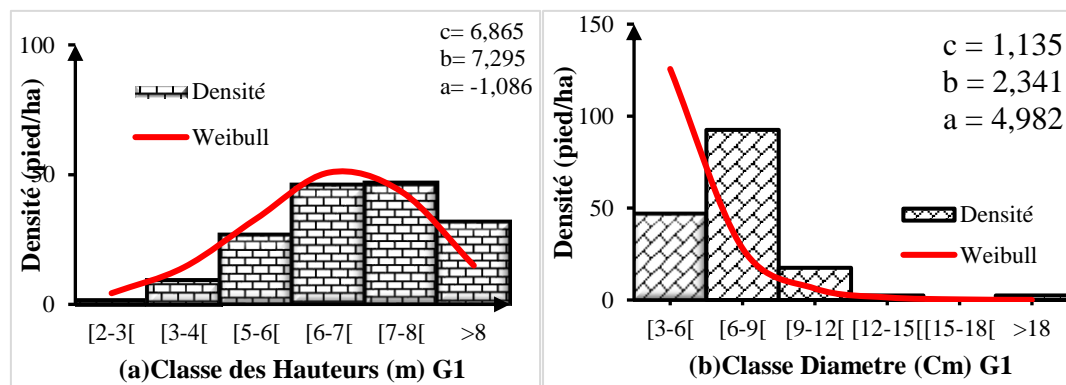 100
50
0
Densité (pied/ha)
c= 6,865
b= 7,295
a= -1,086
Densité
Weibull
[2-3[ [3-4[ [5-6[ [6-7[ [7-8[ >8
(a)Classe des Hauteurs (m) G1
150
100
50
0
Densité (pied/ha)
c = 1,135
b = 2,341
a = 4,982
Densité
Weibull
[3-6[ [6-9[ [9-12[ [12-15[ [15-18[ >18
(b)Classe Diametre (Cm) G1